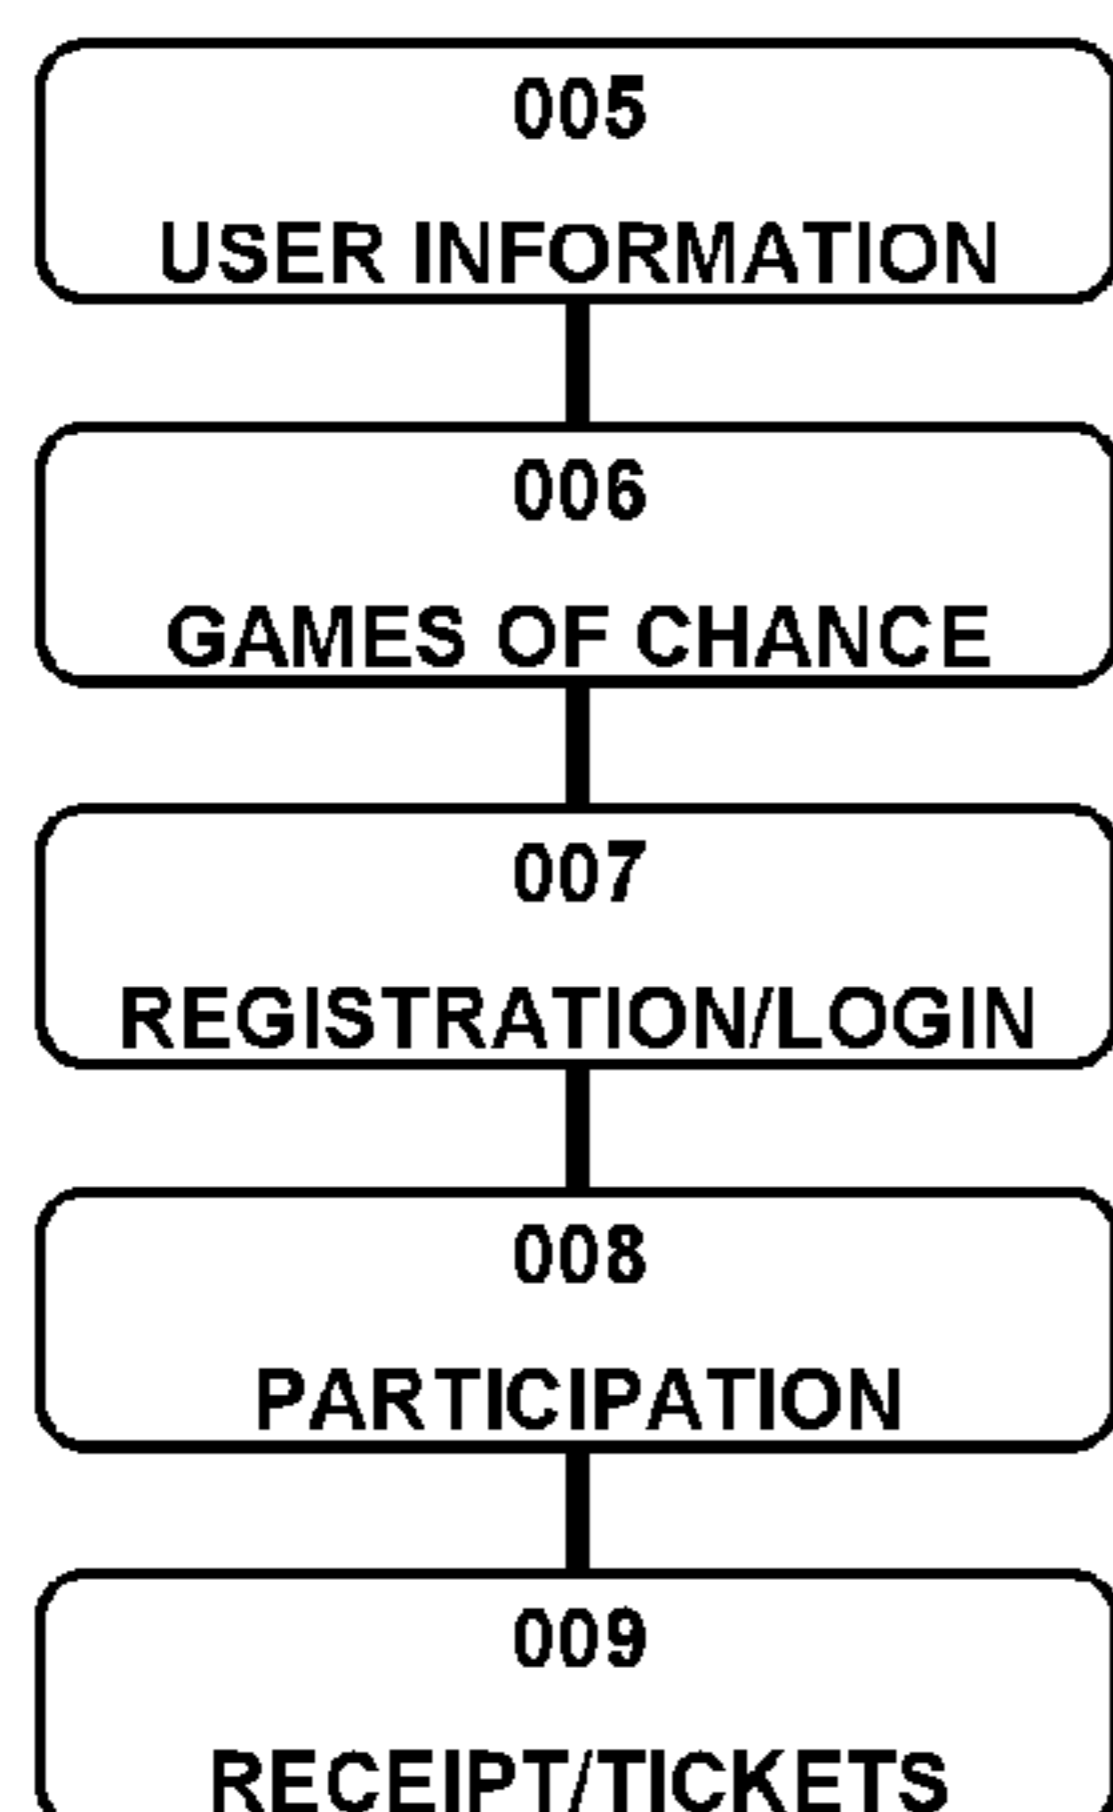 005
USER INFORMATION
006
GAMES OF CHANCE
007
REGISTRATION/LOGIN
008
PARTICIPATION
009
RECEIPT/TICKETS